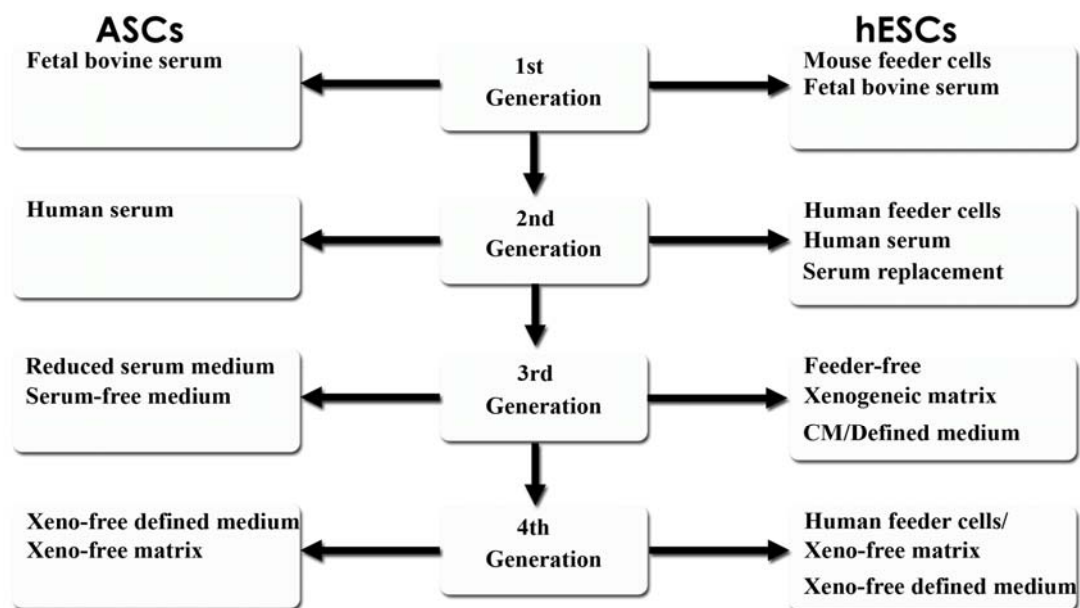 ASCs
hESCs
Fetal bovine serum
1st
Generation
Mouse feeder cells
Fetal bovine serum
Human serum
2nd
Generation
Human feeder cells
Human serum
Serum replacement
Reduced serum medium
Serum-free medium
3rd
Generation
Feeder-free
Xenogeneic matrix
CM/Defined medium
Xeno-free defined medium
Xeno-free matrix
4th
Generation
Human feeder cells/
Xeno-free matrix
Xeno-free defined medium